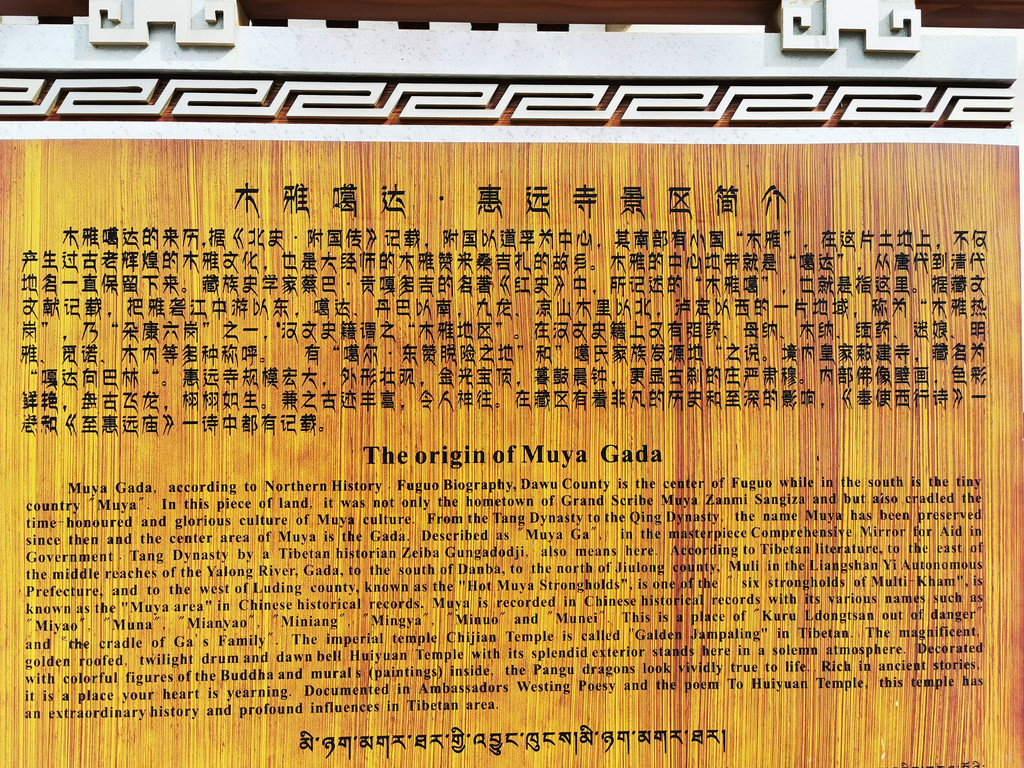 木雅噶达·惠远寺景区简介
木雅噶达的来历,据《北史·附国传》记载,附国以道孚为中心,其南部有小国“木雅”,在这片土地上,不仅
产生过古老辉煌的木雅文化,也是大经师的木雅赞米桑吉扎的故乡。木雅的中心地带就是“噶达”,从唐代到清代
地名一直保留下来。藏族史学家蔡巴·贡嘎多吉的名著《红史》中,所记述的“木雅噶”,也就是指这里。据藏文
文献记载,把雅砻江中游以东,噶达、丹巴以南,九龙、凉山木里以北,泸定以西的一片地域,称为“木雅热
岗”,乃“朵康六岗”之一,汉文史籍谓之“木雅地区”。在汉文史籍上又有弭药、母纳、木纳、缅药、迷娘、明
雅、觅诺、木内等多种称呼。有“噶尔·东赞脱险之地”和“噶氏家族发源地”之说。境内皇家敕建寺,藏名为
“嘎达向巴林”。惠远寺规模宏大,外形壮观,金光宝顶,暮鼓晨钟,更显古刹的庄严肃穆。内部佛像壁画,色彩
鲜艳,盘古飞龙,栩栩如生。兼之古迹丰富,令人神往。在藏区有着非凡的历史和至深的影响,《奉使西行诗》一
卷和《至惠远庙》一诗中都有记载。
The origin of Muya Gada
Muya Gada, according to Northern History · Fuguo Biography, Dawu County is the center of Fuguo while in the south is the tiny
country "Muya". In this piece of land, it was not only the hometown of Grand Scribe Muya Zanmi Sangiza and but also cradled the
time-honoured and glorious culture of Muya culture. From the Tang Dynasty to the Qing Dynasty, the name Muya has been preserved
since then and the center area of Muya is the Gada. Described as "Muya Ga", in the masterpiece Comprehensive Mirror for Aid in
Government · Tang Dynasty by a Tibetan historian Zeiba Gungadodji, also means here. According to Tibetan literature, to the east of
the middle reaches of the Yalong River, Gada, to the south of Danba, to the north of Jiulong county, Muli in the Liangshan Yi Autonomous
Prefecture, and to the west of Luding county, known as the "Hot Muya Strongholds", is one of the " six strongholds of Multi-Kham", is
known as the "Muya area" in Chinese historical records. Muya is recorded in Chinese historical records with its various names such as
"Miyao", "Muna", "Mianyao", "Miniang", "Mingya", "Minuo" and "Munei". This is a place of "Kuru Ldongtsan out of danger"
and "the cradle of Ga's Family". The imperial temple Chijian Temple is called "Galden Jampaling" in Tibetan. The magnificent,
golden roofed, twilight drum and dawn bell Huiyuan Temple with its splendid exterior stands here in a solemn atmosphere. Decorated
with colorful figures of the Buddha and murals (paintings) inside, the Pangu dragons look vividly true to life. Rich in ancient stories,
it is a place your heart is yearning. Documented in Ambassadors Westing Poesy and the poem To Huiyuan Temple, this temple has
an extraordinary history and profound influences in Tibetan area.
མི་ཉག་མགར་ཐར་གྱི་འབྱུང་ཁུངས།མི་ཉག་མགར་ཐར།